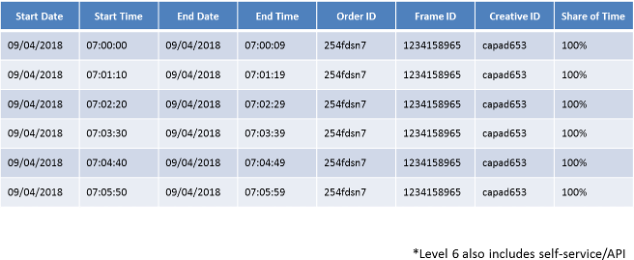 Start Date Start Time End Date End Time Order ID Frame ID Creative ID Share of Time
09/04/2018 07:00:00 09/04/2018 07:00:09 254fdsn7 1234158965 capad653 100%
09/04/2018 07:01:10 09/04/2018 07:01:19 254fdsn7 1234158965 capad653 100%
09/04/2018 07:02:20 09/04/2018 07:02:29 254fdsn7 1234158965 capad653 100%
09/04/2018 07:03:30 09/04/2018 07:03:39 254fdsn7 1234158965 capad653 100%
09/04/2018 07:04:40 09/04/2018 07:04:49 254fdsn7 1234158965 capad653 100%
09/04/2018 07:05:50 09/04/2018 07:05:59 254fdsn7 1234158965 capad653 100%
*Level 6 also includes self-service/API